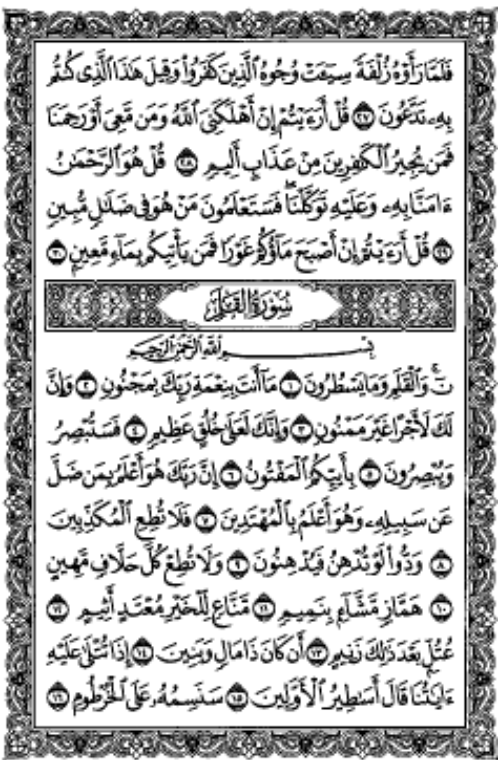 فَلَمَّا رَأَوْهُ زُلْفَةً سِيٓـَٔتْ وُجُوهُ ٱلَّذِينَ كَفَرُوا۟ وَقِيلَ هَٰذَا ٱلَّذِى كُنتُم
بِهِۦ تَدَّعُونَ ٢٧ قُلْ أَرَءَيْتُمْ إِنْ أَهْلَكَنِىَ ٱللَّهُ وَمَن مَّعِىَ أَوْ رَحِمَنَا
فَمَن يُجِيرُ ٱلْكَٰفِرِينَ مِنْ عَذَابٍ أَلِيمٍ ٢٨ قُلْ هُوَ ٱلرَّحْمَٰنُ
ءَامَنَّا بِهِۦ وَعَلَيْهِ تَوَكَّلْنَا ۖ فَسَتَعْلَمُونَ مَنْ هُوَ فِى ضَلَٰلٍ مُّبِينٍ
٢٩ قُلْ أَرَءَيْتُمْ إِنْ أَصْبَحَ مَآؤُكُمْ غَوْرًا فَمَن يَأْتِيكُم بِمَآءٍ مَّعِينٍۭ ٣٠
سُورَةُ القَلَمِ
بِسْمِ ٱللَّهِ ٱلرَّحْمَٰنِ ٱلرَّحِيمِ
نٓ ۚ وَٱلْقَلَمِ وَمَا يَسْطُرُونَ ١ مَآ أَنتَ بِنِعْمَةِ رَبِّكَ بِمَجْنُونٍ ٢ وَإِنَّ
لَكَ لَأَجْرًا غَيْرَ مَمْنُونٍ ٣ وَإِنَّكَ لَعَلَىٰ خُلُقٍ عَظِيمٍ ٤ فَسَتُبْصِرُ
وَيُبْصِرُونَ ٥ بِأَييِّكُمُ ٱلْمَفْتُونُ ٦ إِنَّ رَبَّكَ هُوَ أَعْلَمُ بِمَن ضَلَّ
عَن سَبِيلِهِۦ وَهُوَ أَعْلَمُ بِٱلْمُهْتَدِينَ ٧ فَلَا تُطِعِ ٱلْمُكَذِّبِينَ
٨ وَدُّوا۟ لَوْ تُدْهِنُ فَيُدْهِنُونَ ٩ وَلَا تُطِعْ كُلَّ حَلَّافٍ مَّهِينٍ
١٠ هَمَّازٍ مَّشَّآءٍۭ بِنَمِيمٍ ١١ مَّنَّاعٍ لِّلْخَيْرِ مُعْتَدٍ أَثِيمٍ ١٢
عُتُلٍّۭ بَعْدَ ذَٰلِكَ زَنِيمٍ ١٣ أَن كَانَ ذَا مَالٍ وَبَنِينَ ١٤ إِذَا تُتْلَىٰ عَلَيْهِ
ءَايَٰتُنَا قَالَ أَسَٰطِيرُ ٱلْأَوَّلِينَ ١٥ سَنَسِمُهُۥ عَلَى ٱلْخُرْطُومِ ١٦